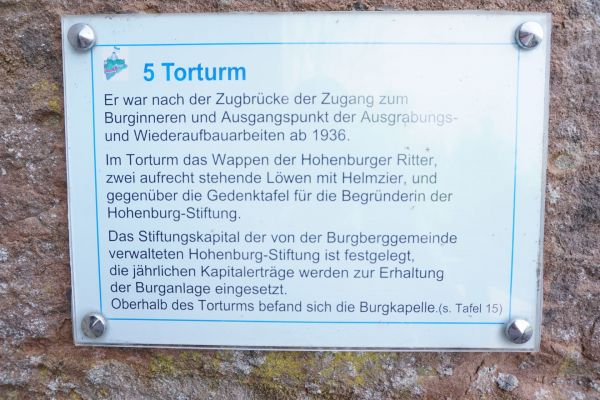 5 Torturm
Er war nach der Zugbrücke der Zugang zum
Burginneren und Ausgangspunkt der Ausgrabungs-
und Wiederaufbauarbeiten ab 1936.
Im Torturm das Wappen der Hohenburger Ritter,
zwei aufrecht stehende Löwen mit Helmzier, und
gegenüber die Gedenktafel für die Begründerin der
Hohenburg-Stiftung.
Das Stiftungskapital der von der Burgberggemeinde
verwalteten Hohenburg-Stiftung ist festgelegt,
die jährlichen Kapitalerträge werden zur Erhaltung
der Burganlage eingesetzt.
Oberhalb des Torturms befand sich die Burgkapelle.(s. Tafel 15)